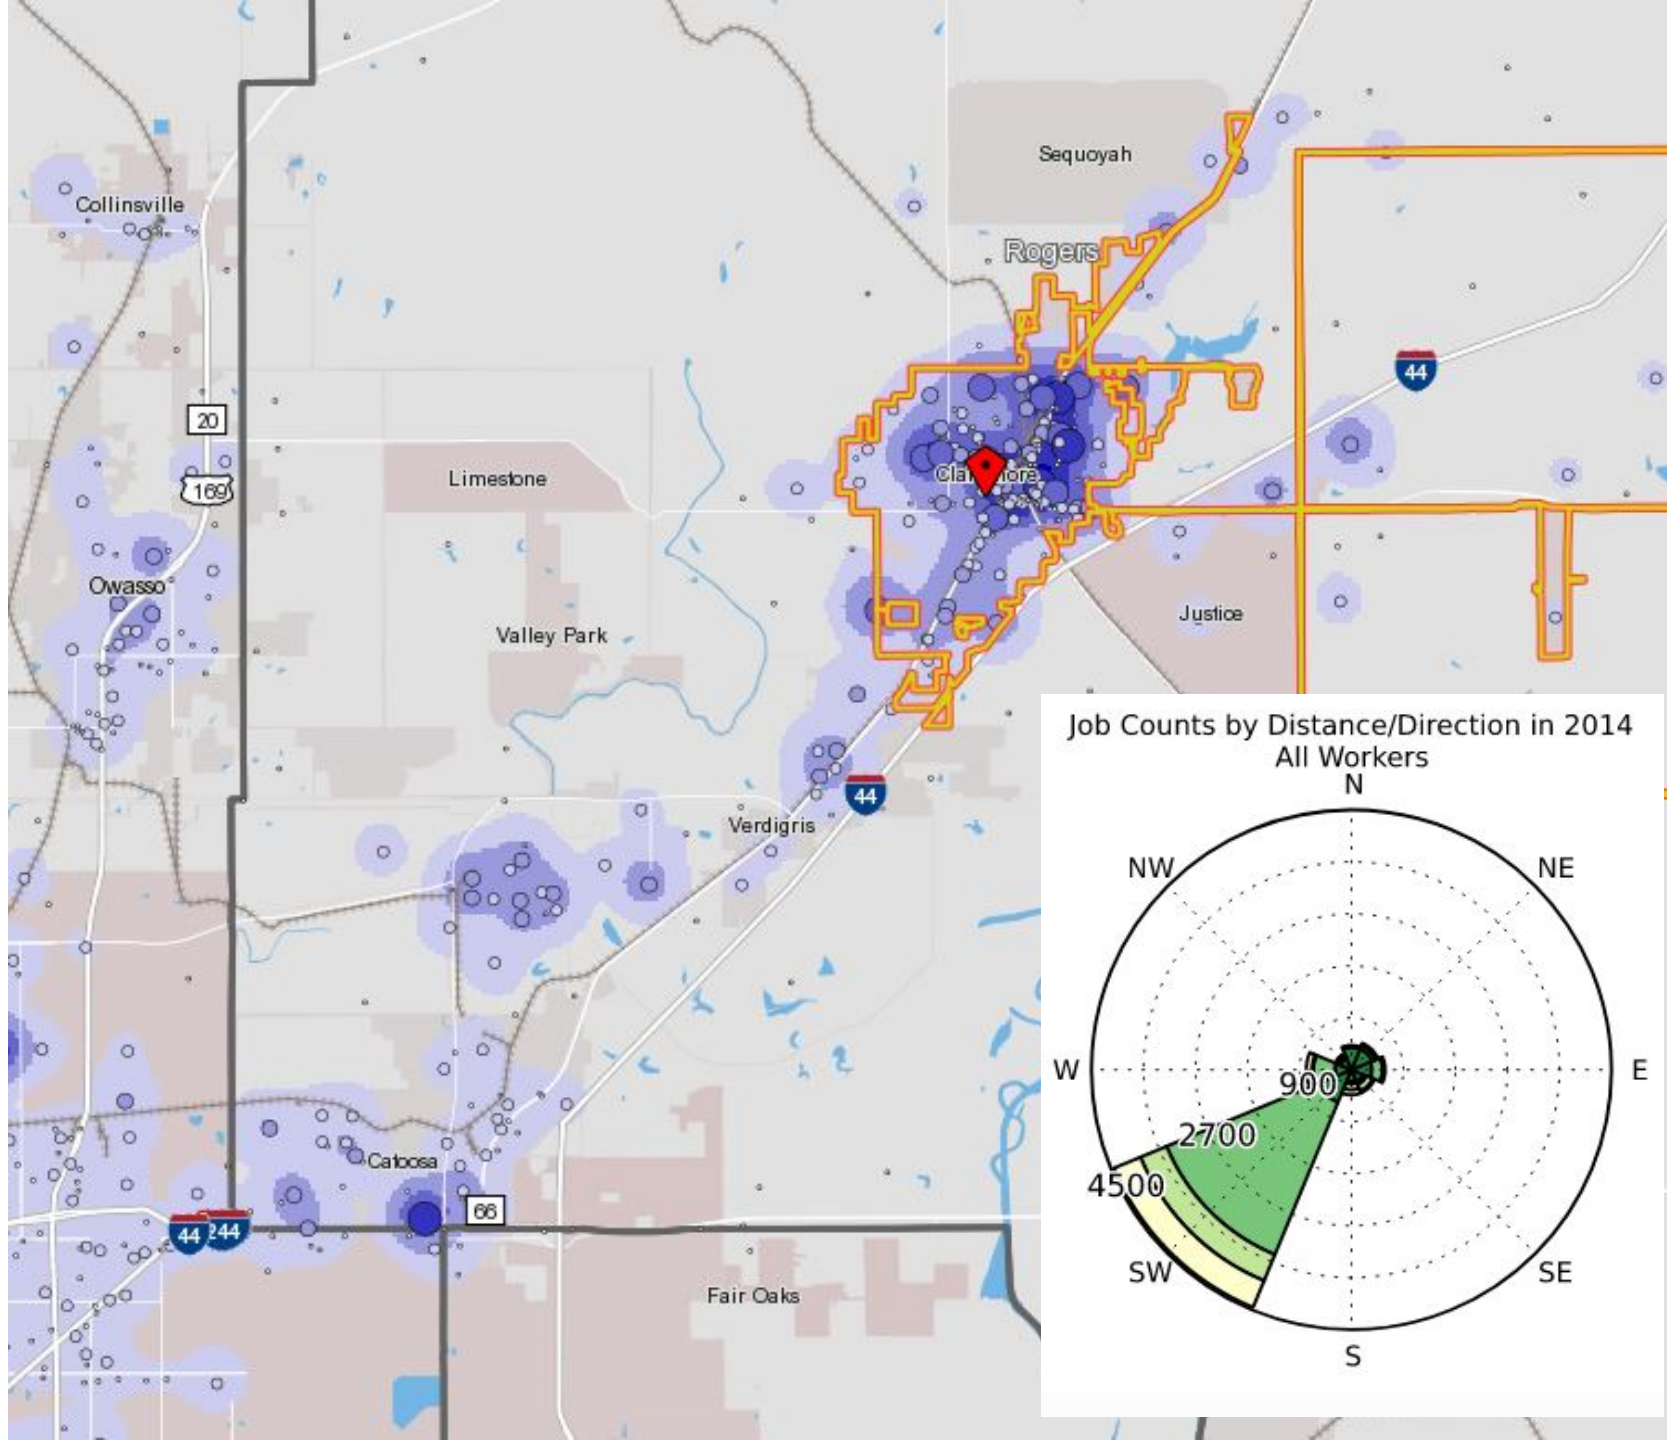 Sequoyah
Collinsville
Rogers
44
20
Limestone
169
Owasso
Justice
Valley Park
44
Verdigris
Catoosa
66
44
244
Fair Oaks
Job Counts by Distance/Direction in 2014
All Workers
N
NW
NE
W
E
900
2700
4500
SW
SE
S